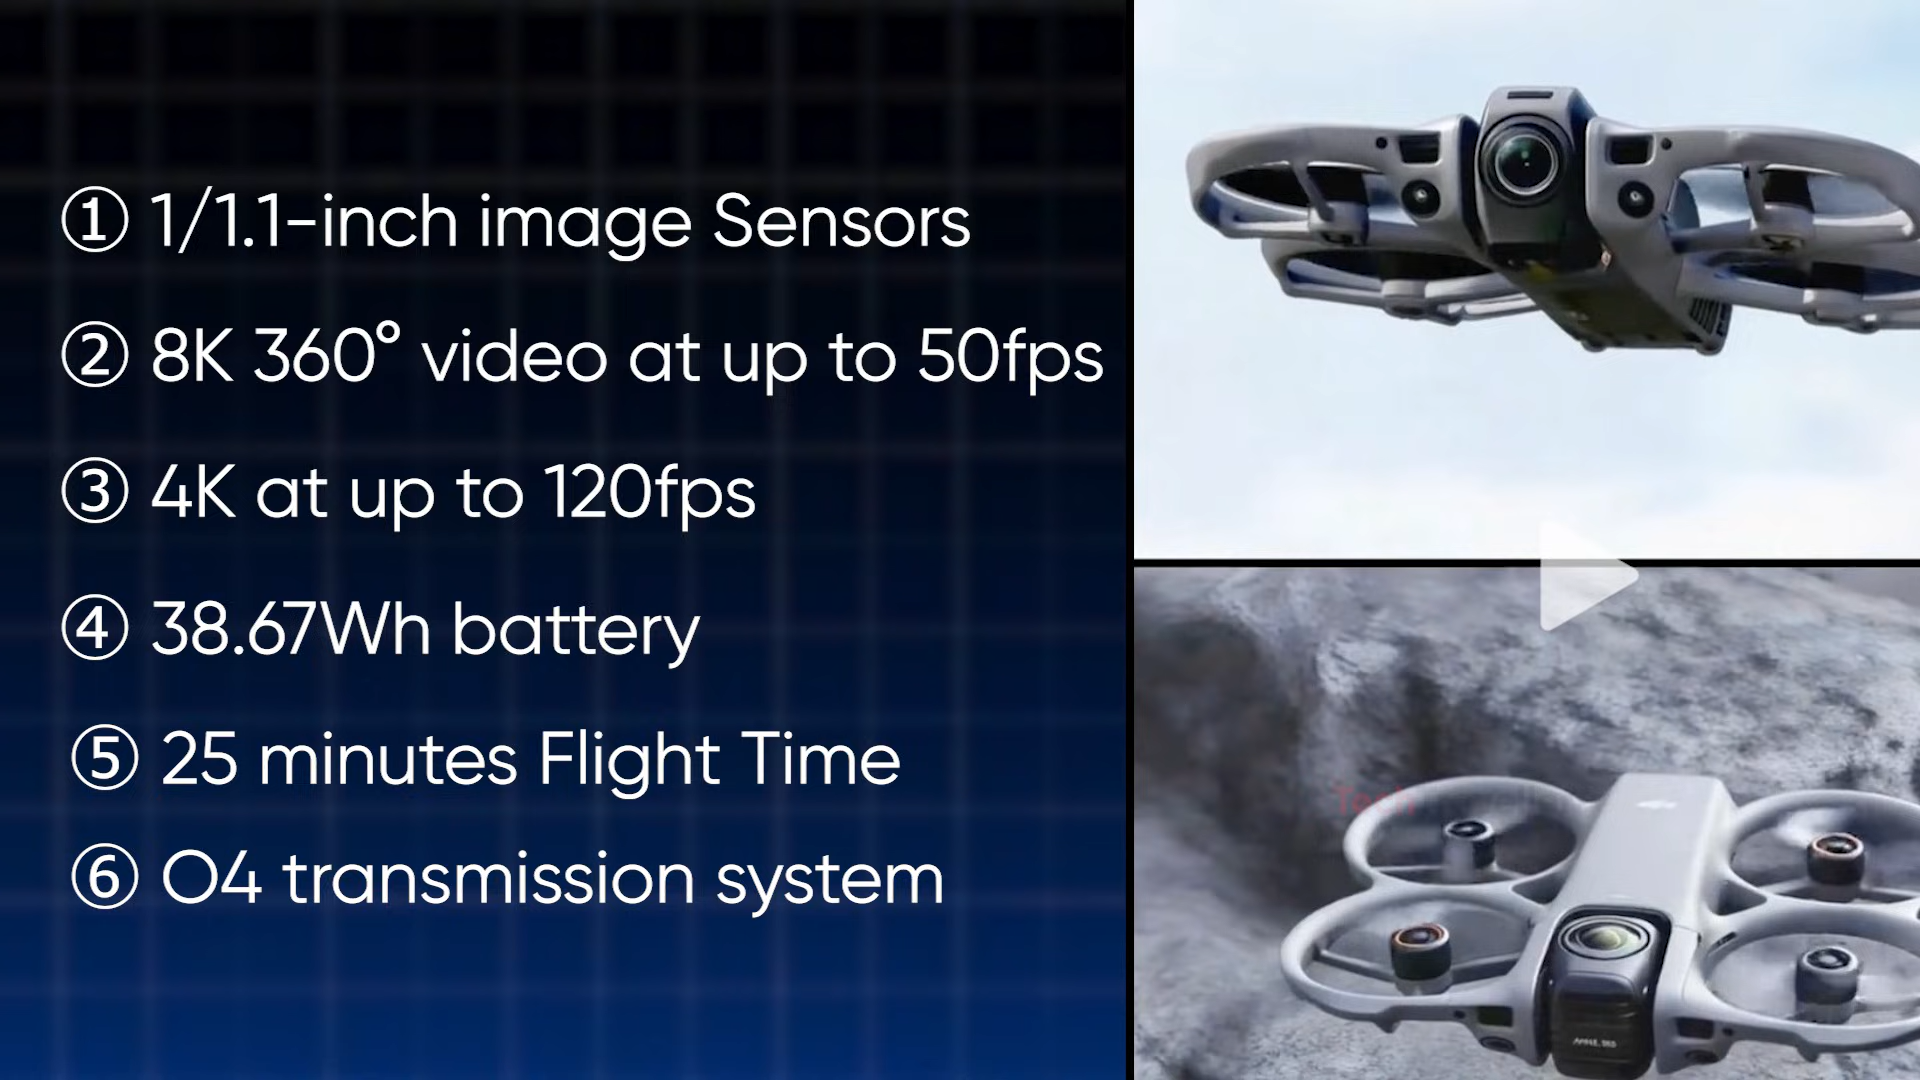 ① 1/1.1-inch image Sensors
② 8K 360° video at up to 50fps
③ 4K at up to 120fps
④ 38.67Wh battery
⑤ 25 minutes Flight Time
⑥ O4 transmission system
Tech